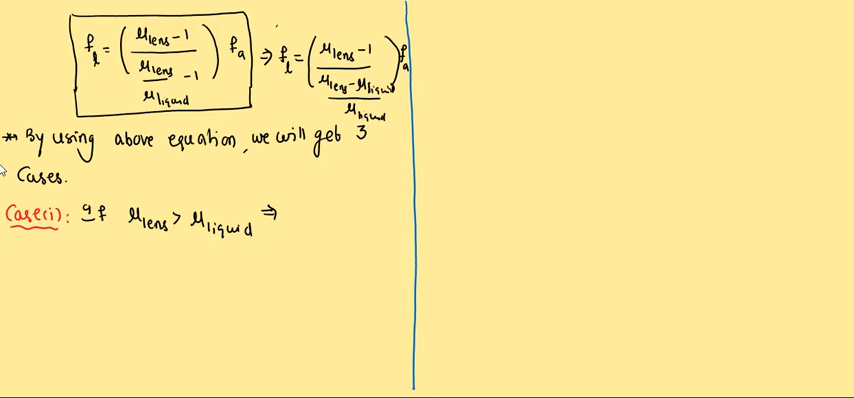 f_l = ( (μ_lens - 1) / (μ_lens / μ_liquid - 1) ) f_a ⇒ f_l = ( (μ_lens - 1) / ((μ_lens - μ_liquid) / μ_liquid) ) f_a
** By using above equation, we will get 3
Cases.
Case(i): If μ_lens > μ_liquid ⇒